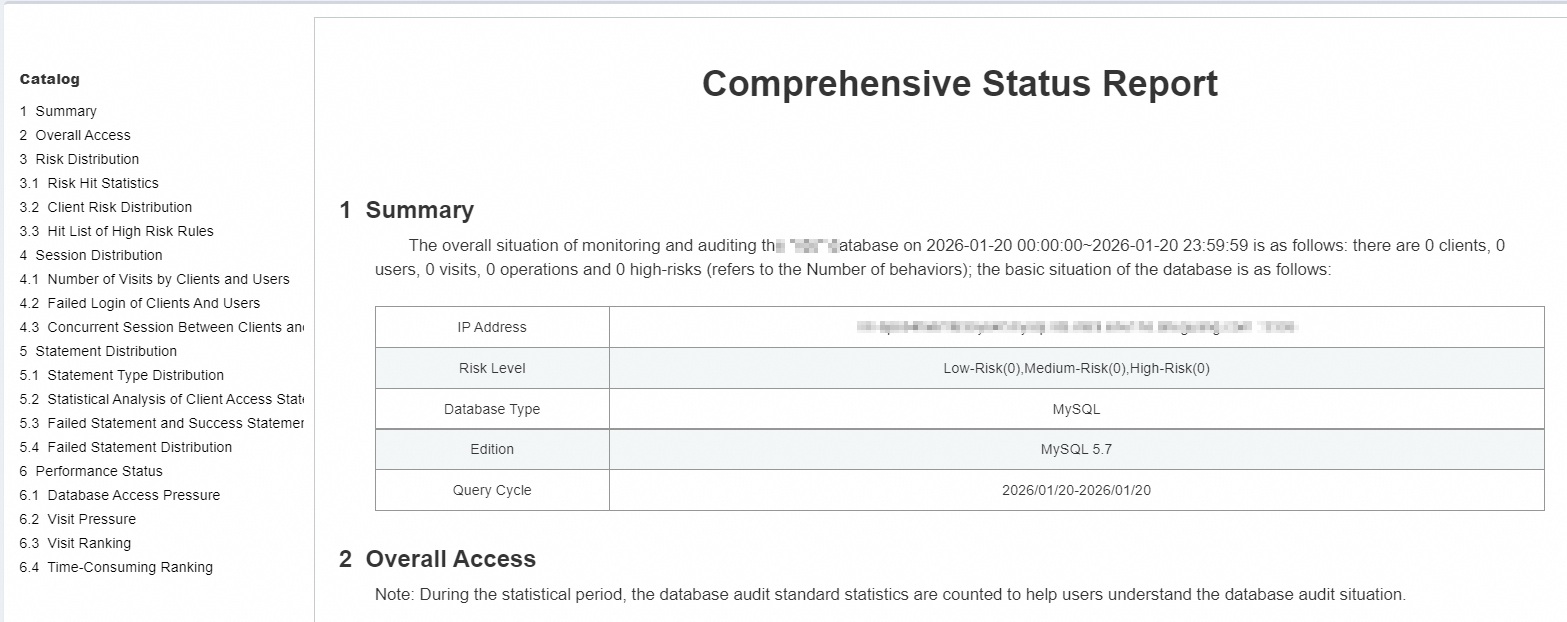 Catalog
1 Summary
2 Overall Access
3 Risk Distribution
3.1 Risk Hit Statistics
3.2 Client Risk Distribution
3.3 Hit List of High Risk Rules
4 Session Distribution
4.1 Number of Visits by Clients and Users
4.2 Failed Login of Clients And Users
4.3 Concurrent Session Between Clients an
5 Statement Distribution
5.1 Statement Type Distribution
5.2 Statistical Analysis of Client Access Stat
5.3 Failed Statement and Success Statemer
5.4 Failed Statement Distribution
6 Performance Status
6.1 Database Access Pressure
6.2 Visit Pressure
6.3 Visit Ranking
6.4 Time-Consuming Ranking
Comprehensive Status Report
1 Summary
The overall situation of monitoring and auditing atabase on 2026-01-20 00:00:00~2026-01-20 23:59:59 is as follows: there are 0 clients, 0
users, 0 visits, 0 operations and 0 high-risks (refers to the Number of behaviors); the basic situation of the database is as follows:
IP Address
Risk Level Low-Risk(0),Medium-Risk(0),High-Risk(0)
Database Type MySQL
Edition MySQL 5.7
Query Cycle 2026/01/20-2026/01/20
2 Overall Access
Note: During the statistical period, the database audit standard statistics are counted to help users understand the database audit situation.